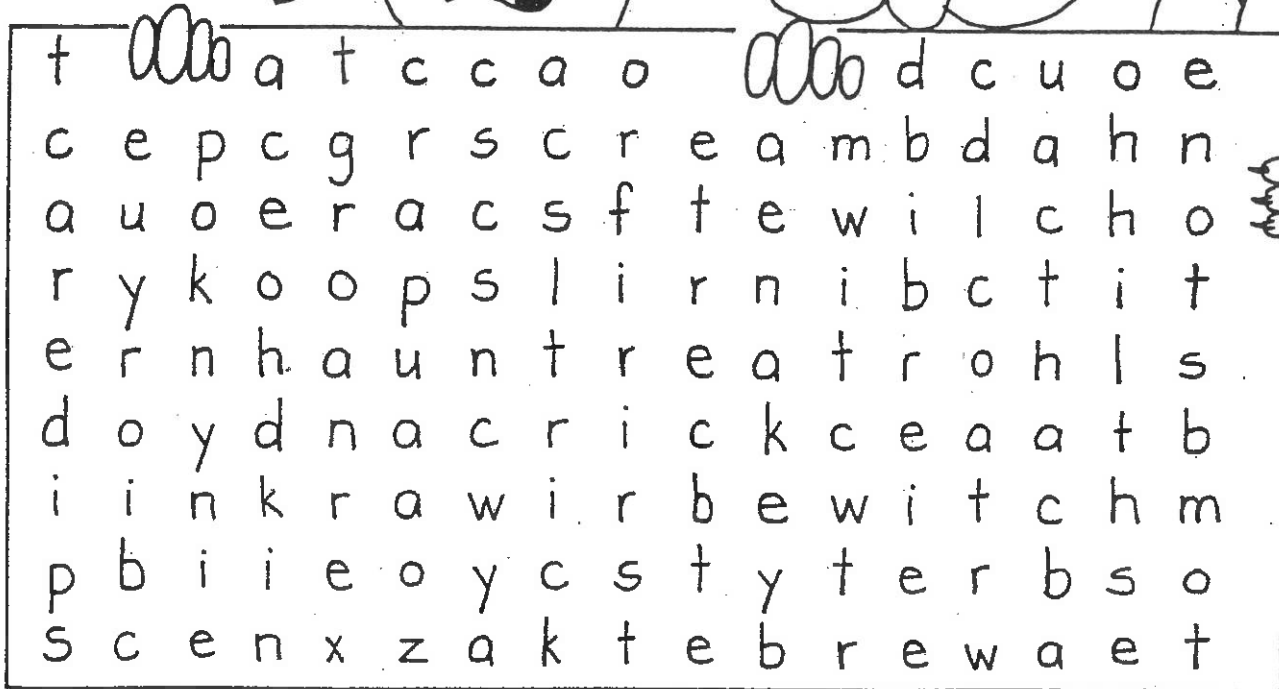 t a t c c a o d c u o e
c e p c g r s c r e a m b d a h n
a u o e r a c s f t e w i l c h o
r y k o o p s l i r n i b c t i t
e r n h a u n t r e a t r o h l s
d o y d n a c r i c k c e a a t b
i i n k r a w i r b e w i t c h m
p b i i e o y c s t y t e r b s o
s c e n x z a k t e b r e w a e t